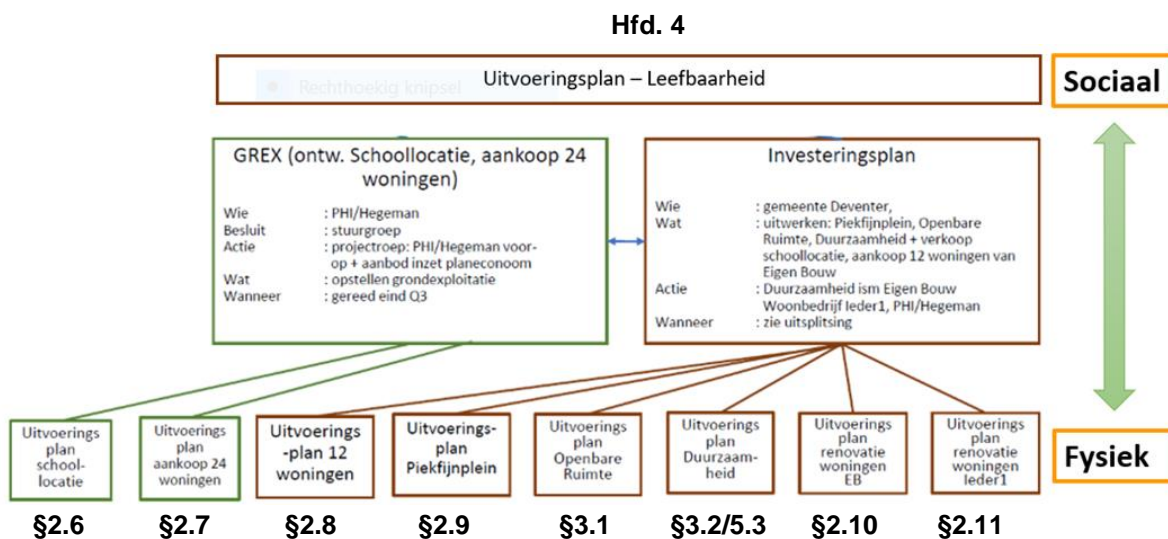 Hfd. 4
Uitvoeringsplan – Leefbaarheid
Rechthoekig knipsel
Sociaal
GREX (ontw. Schoollocatie, aankoop 24
woningen)
Wie : PHI/Hegeman
Besluit : stuurgroep
Actie : projectroep: PHI/Hegeman voor-
op + aanbod inzet planeconoom
Wat : opstellen grondexploitatie
Wanneer : gereed eind Q3
Investeringsplan
Wie : gemeente Deventer,
Wat : uitwerken: Piekfijnplein, Openbare
Ruimte, Duurzaamheid + verkoop
schoollocatie, aankoop 12 woningen van
Eigen Bouw
Actie : Duurzaamheid ism Eigen Bouw
Woonbedrijf Ieder1, PHI/Hegeman
Wanneer : zie uitsplitsing
Uitvoerings
plan
school-
locatie
Uitvoerings
plan
aankoop 24
woningen
Uitvoerings
-plan 12
woningen
Uitvoerings-
plan
Piekfijnplein
Uitvoerings
plan
Openbare
Ruimte
Uitvoerings
plan
Duurzaam-
heid
Uitvoerings
plan
renovatie
woningen
EB
Uitvoerings
plan
renovatie
woningen
Ieder1
Fysiek
§2.6 §2.7 §2.8 §2.9 §3.1 §3.2/5.3 §2.10 §2.11